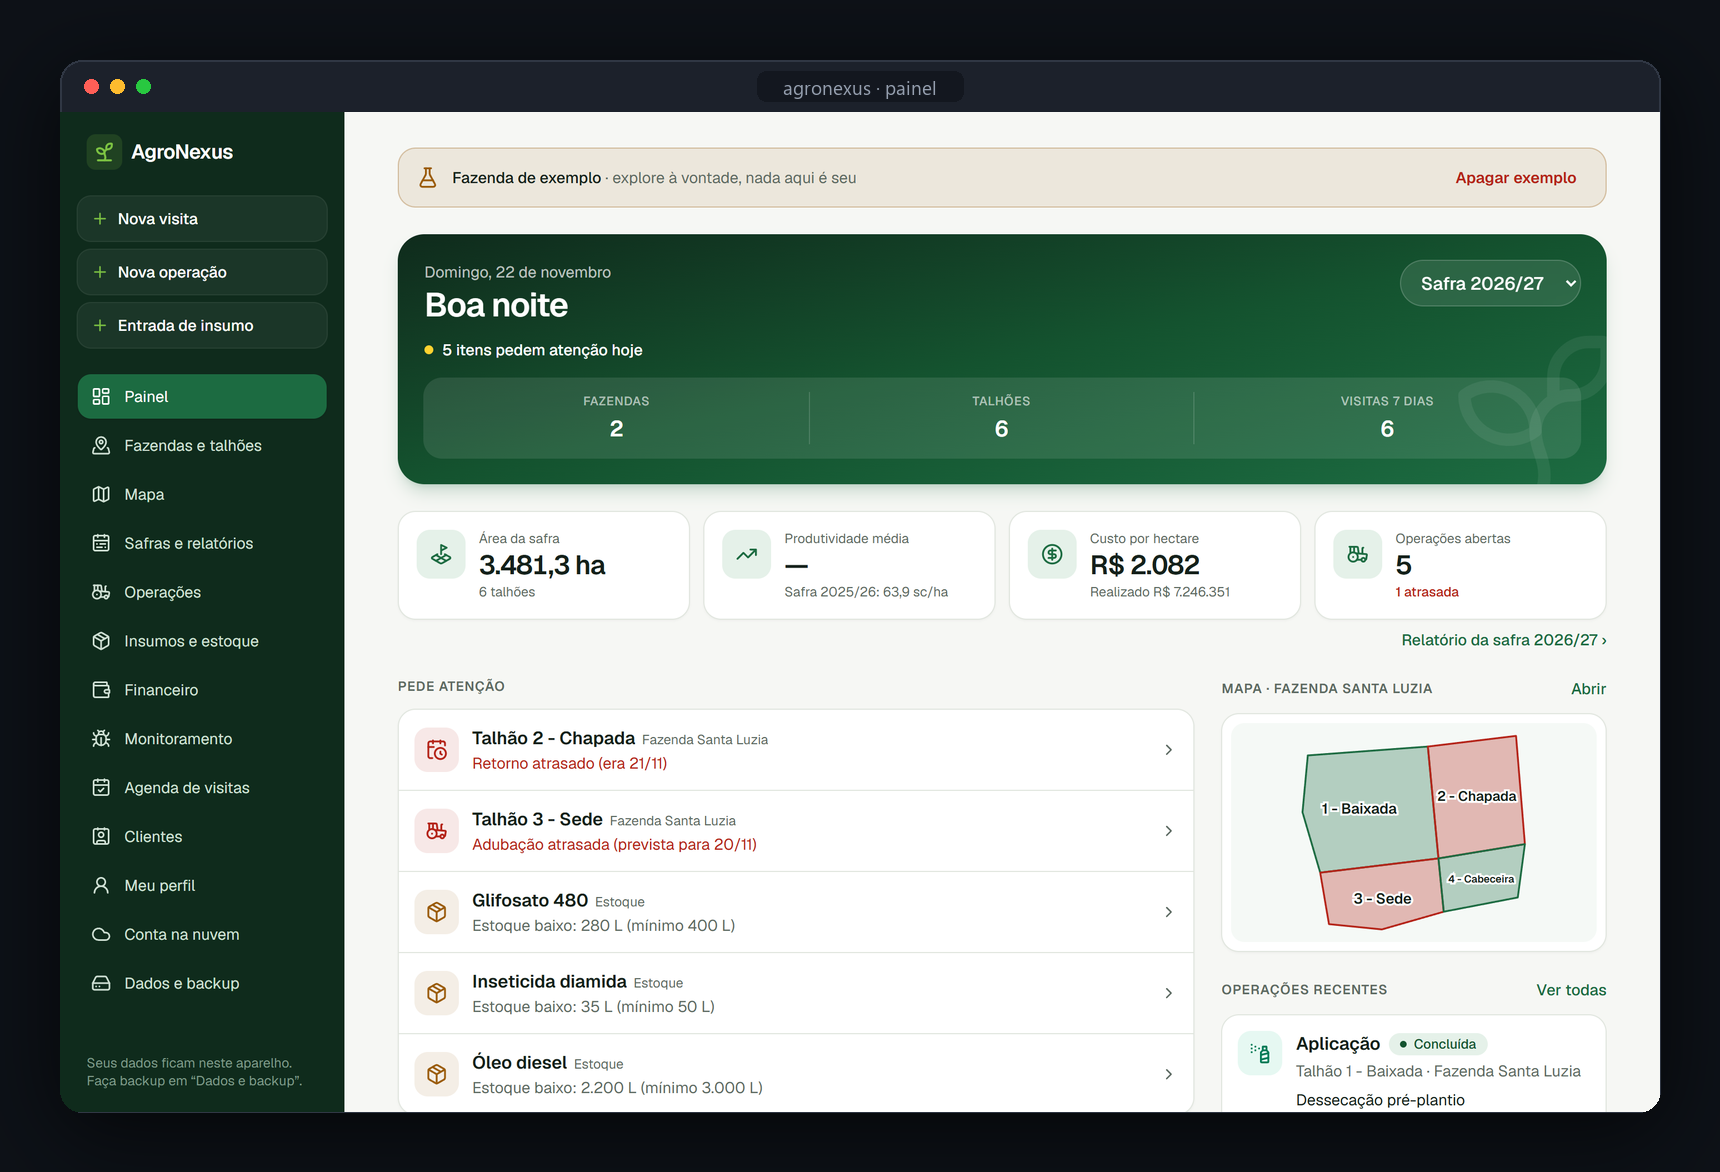 agronexus · painel
AgroNexus
Nova visita
Nova operação
Entrada de insumo
Painel
Fazendas e talhões
Mapa
Safras e relatórios
Operações
Insumos e estoque
Financeiro
Monitoramento
Agenda de visitas
Clientes
Meu perfil
Conta na nuvem
Dados e backup
Seus dados ficam neste aparelho.
Faça backup em “Dados e backup”.
Fazenda de exemplo · explore à vontade, nada aqui é seu
Apagar exemplo
Domingo, 22 de novembro
Boa noite
Safra 2026/27
5 itens pedem atenção hoje
FAZENDAS
2
TALHÕES
6
VISITAS 7 DIAS
6
Área da safra
3.481,3 ha
6 talhões
Produtividade média
—
Safra 2025/26: 63,9 sc/ha
Custo por hectare
R$ 2.082
Realizado R$ 7.246.351
Operações abertas
5
1 atrasada
Relatório da safra 2026/27 ›
PEDE ATENÇÃO
Talhão 2 - Chapada Fazenda Santa Luzia
Retorno atrasado (era 21/11)
Talhão 3 - Sede Fazenda Santa Luzia
Adubação atrasada (prevista para 20/11)
Glifosato 480 Estoque
Estoque baixo: 280 L (mínimo 400 L)
Inseticida diamida Estoque
Estoque baixo: 35 L (mínimo 50 L)
Óleo diesel Estoque
Estoque baixo: 2.200 L (mínimo 3.000 L)
MAPA · FAZENDA SANTA LUZIA
Abrir
1 - Baixada
2 - Chapada
3 - Sede
4 - Cabeceira
OPERAÇÕES RECENTES
Ver todas
Aplicação
Concluída
Talhão 1 - Baixada · Fazenda Santa Luzia
Dessecação pré-plantio